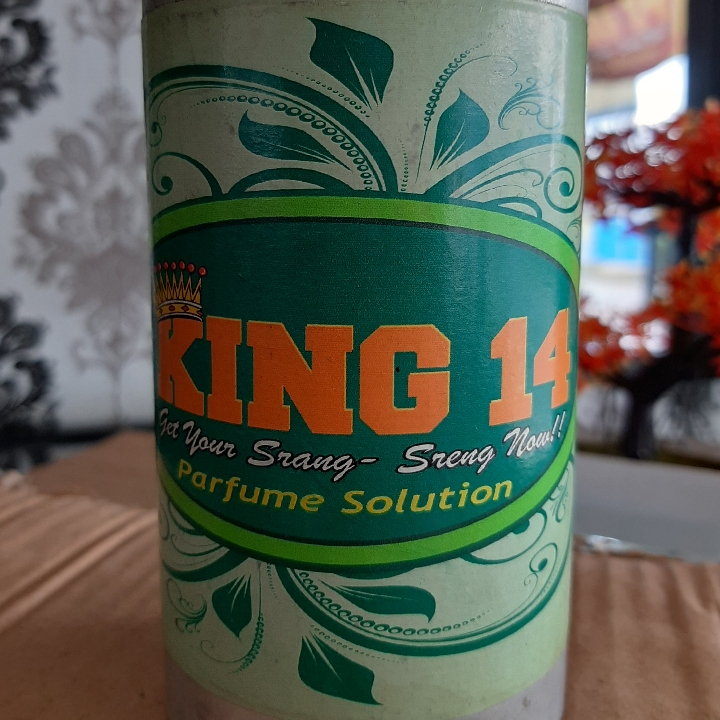 KING 14
Get Your Srang- Sreng Now!!
Parfume Solution